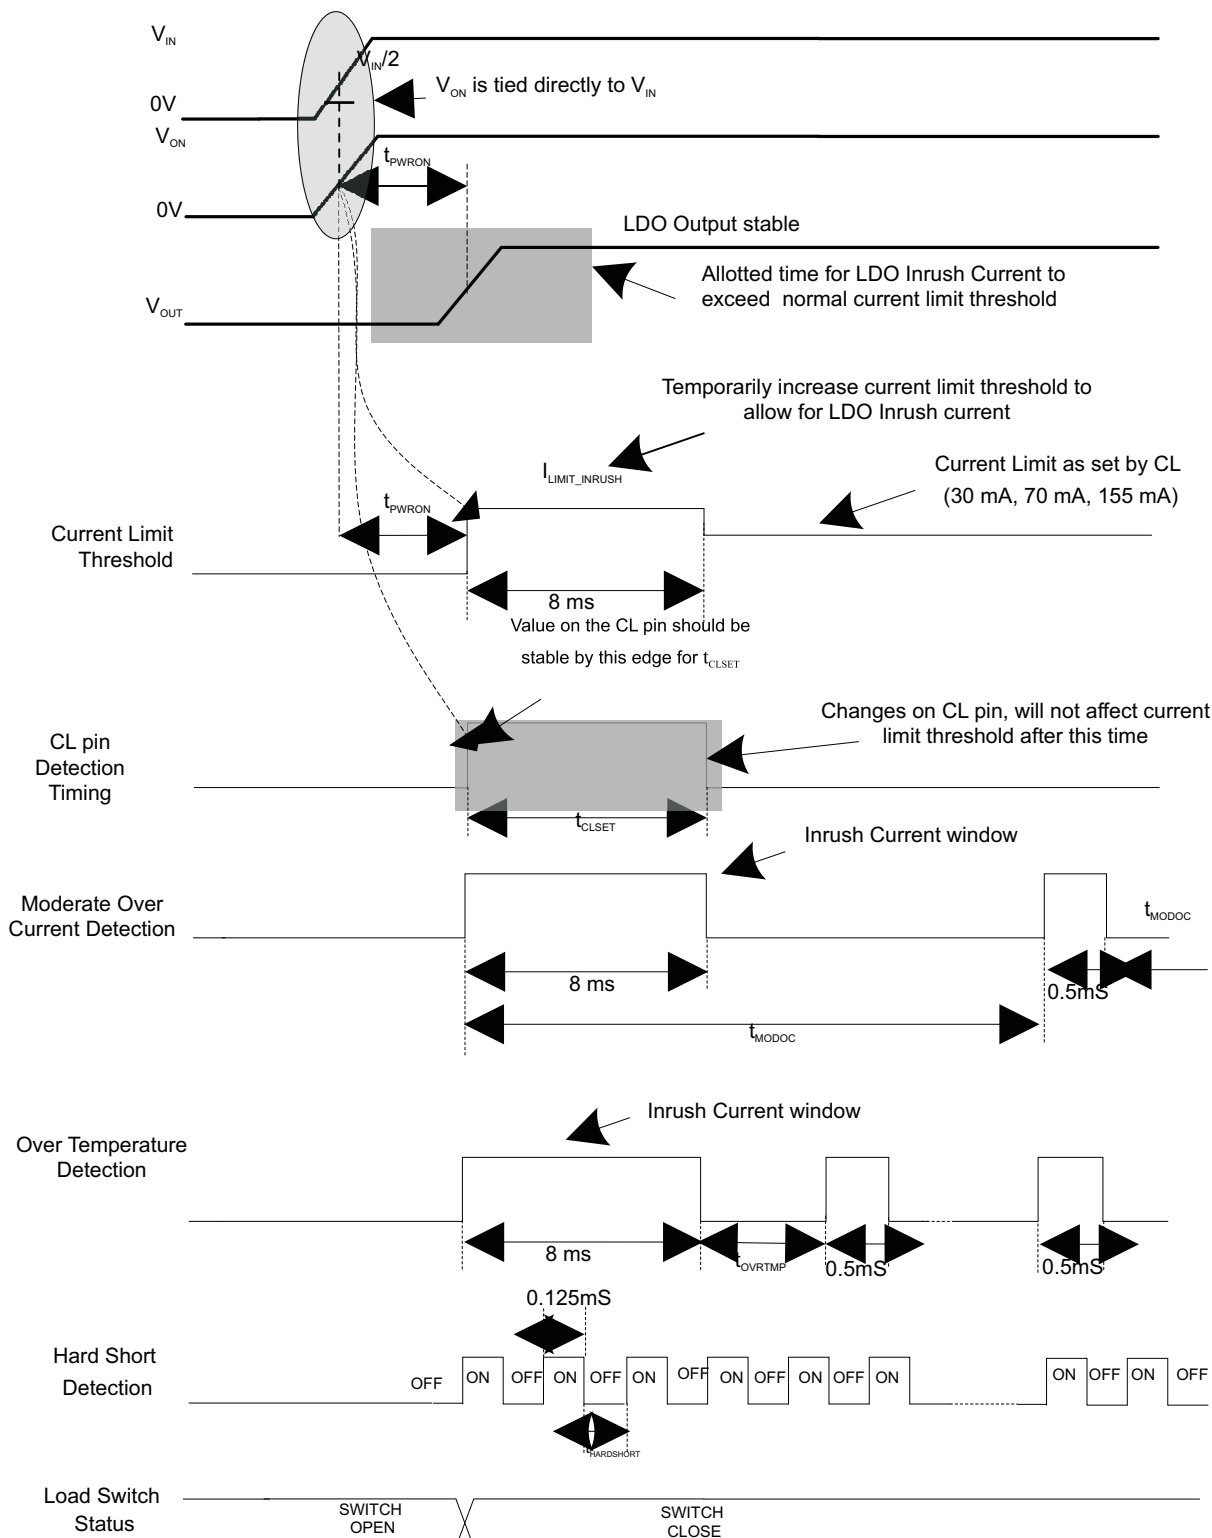 VIN
VIN/2
VON is tied directly to VIN
0V
VON
tPWRON
0V
LDO Output stable
Allotted time for LDO Inrush Current to
exceed normal current limit threshold
VOUT
Temporarily increase current limit threshold to
allow for LDO Inrush current
ILIMIT_INRUSH
Current Limit as set by CL
(30 mA, 70 mA, 155 mA)
tPWRON
Current Limit
Threshold
8 ms
Value on the CL pin should be
stable by this edge for tCLSET
Changes on CL pin, will not affect current
limit threshold after this time
CL pin
Detection
Timing
tCLSET
Inrush Current window
Moderate Over
Current Detection
tMODOC
8 ms
0.5mS
tMODOC
Inrush Current window
Over Temperature
Detection
8 ms
tOVRTMP
0.5mS
0.5mS
0.125mS
Hard Short
Detection
OFF
ON
OFF
ON
OFF
ON
OFF
ON
OFF
ON
OFF
ON
ON
OFF
ON
OFF
tHARDSHORT
Load Switch
Status
SWITCH
OPEN
SWITCH
CLOSE